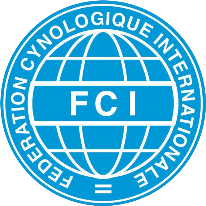 FEDERATION CYNOLOGIQUE INTERNATIONALE
FCI